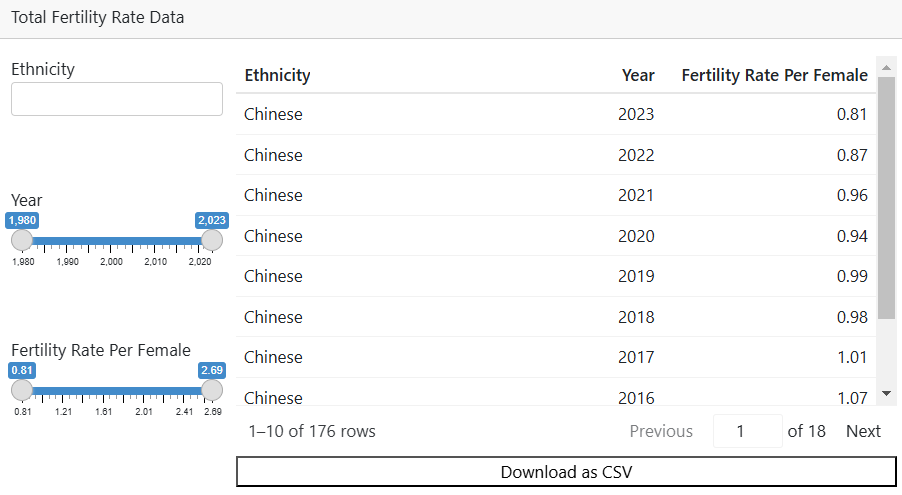 Total Fertility Rate Data
Ethnicity
Year
1,980 2,023
1,980 1,990 2,000 2,010 2,020
Fertility Rate Per Female
0.81 2.69
0.81 1.21 1.61 2.01 2.41 2.69
Ethnicity Year Fertility Rate Per Female
Chinese 2023 0.81
Chinese 2022 0.87
Chinese 2021 0.96
Chinese 2020 0.94
Chinese 2019 0.99
Chinese 2018 0.98
Chinese 2017 1.01
Chinese 2016 1.07
1–10 of 176 rows Previous 1 of 18 Next
Download as CSV